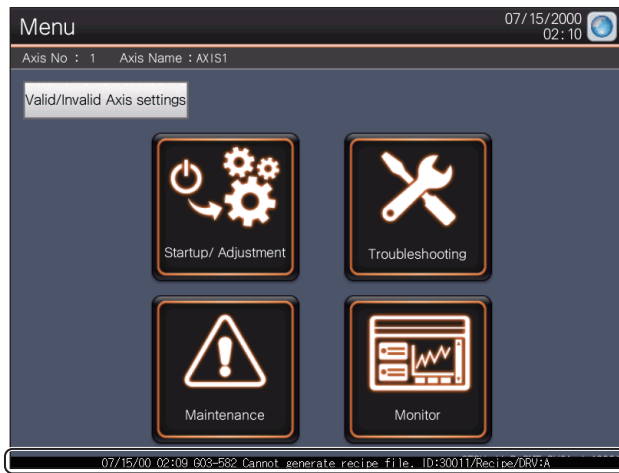 Menu
07/15/2000
02:10
Axis No : 1 Axis Name : AXIS1
Valid/Invalid Axis settings
Startup/ Adjustment
Troubleshooting
Maintenance
Monitor
07/15/00 02:09 G03-582 Cannot generate recipe file. ID:30011/Recipe/DRV:A